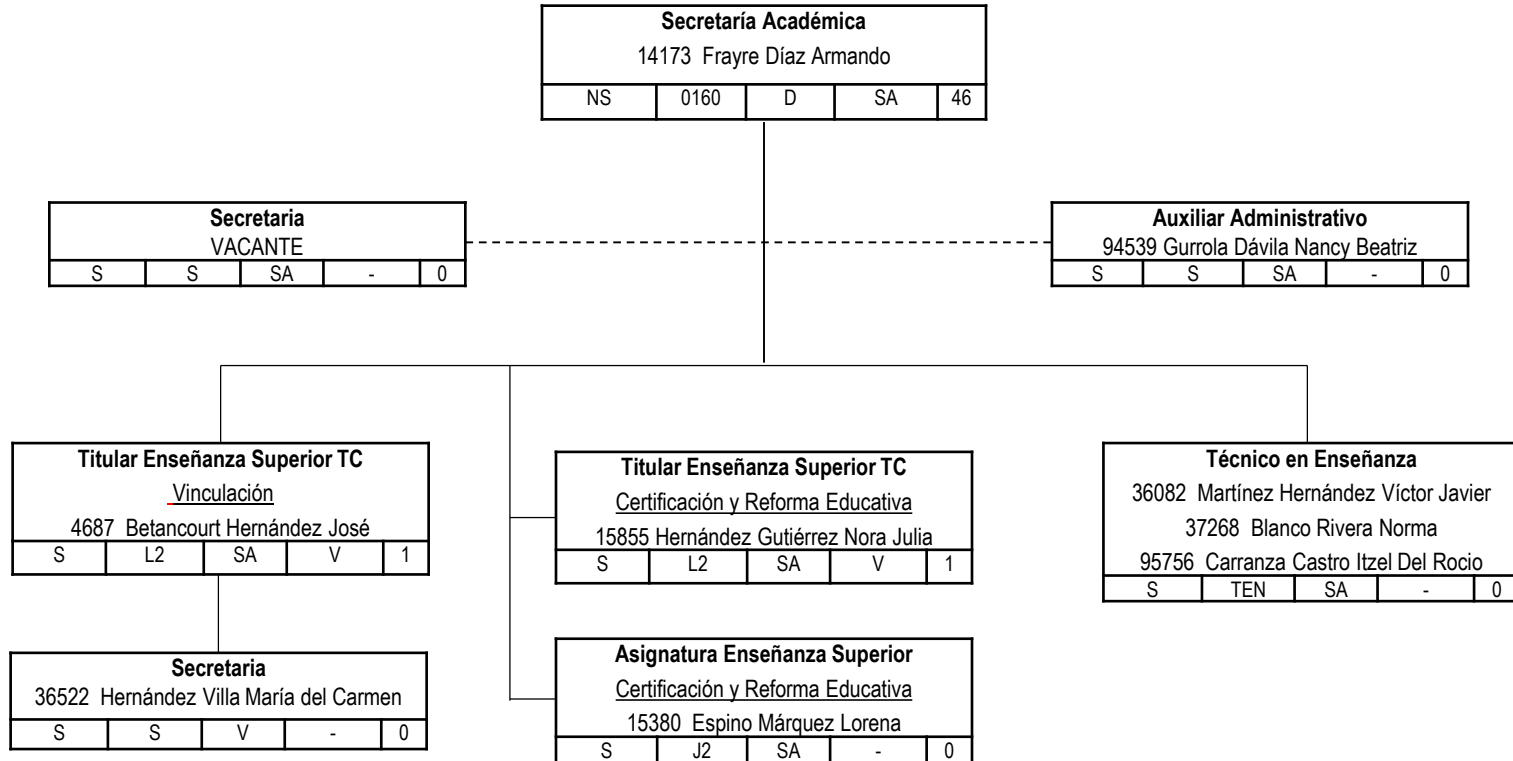 Secretaría Académica
14173 Frayre Díaz Armando
NS 0160 D SA 46
Secretaria
VACANTE
S S SA - 0
Auxiliar Administrativo
94539 Gurrola Dávila Nancy Beatriz
S S SA - 0
Titular Enseñanza Superior TC
Vinculación
4687 Betancourt Hernández José
S L2 SA V 1
Titular Enseñanza Superior TC
Certificación y Reforma Educativa
15855 Hernández Gutiérrez Nora Julia
S L2 SA V 1
Técnico en Enseñanza
36082 Martínez Hernández Víctor Javier
37268 Blanco Rivera Norma
95756 Carranza Castro Itzel Del Rocio
S TEN SA - 0
Secretaria
36522 Hernández Villa María del Carmen
S S V - 0
Asignatura Enseñanza Superior
Certificación y Reforma Educativa
15380 Espino Márquez Lorena
S J2 SA - 0